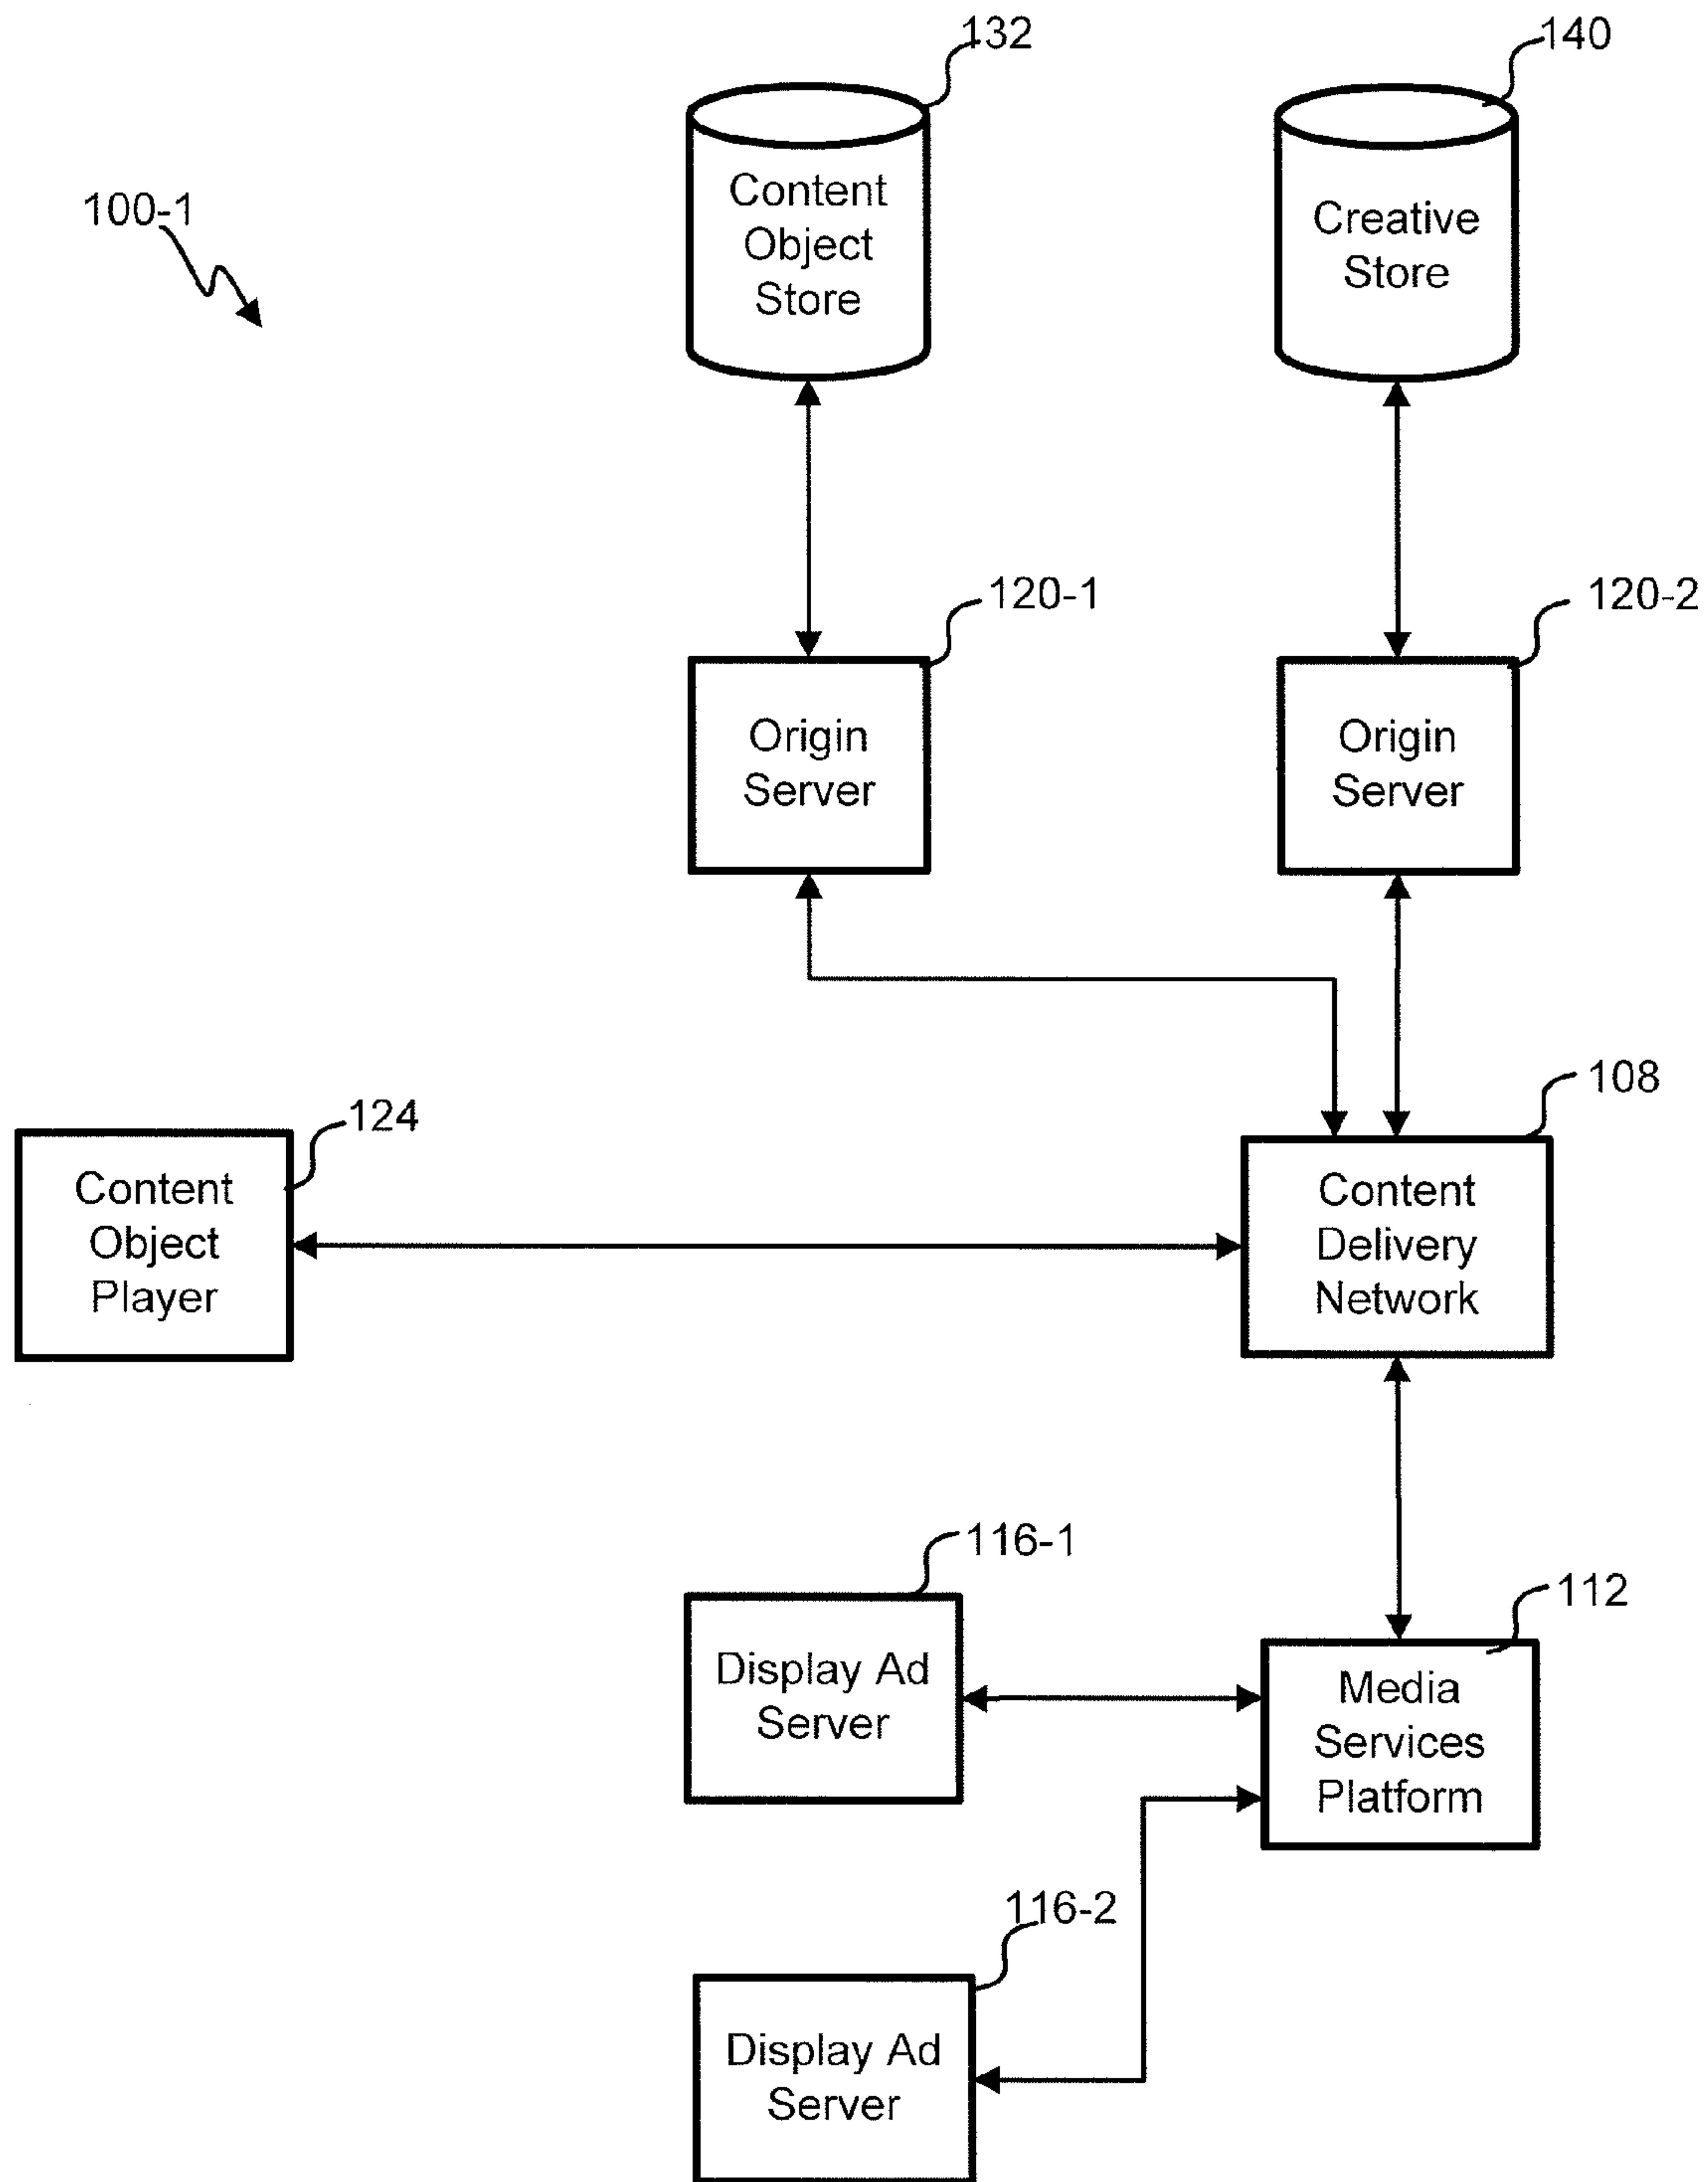 132
140
100-1
Content
Object
Store
Creative
Store
120-1
120-2
Origin
Server
Origin
Server
108
124
Content
Object
Player
Content
Delivery
Network
116-1
112
Display Ad
Server
Media
Services
Platform
116-2
Display Ad
Server